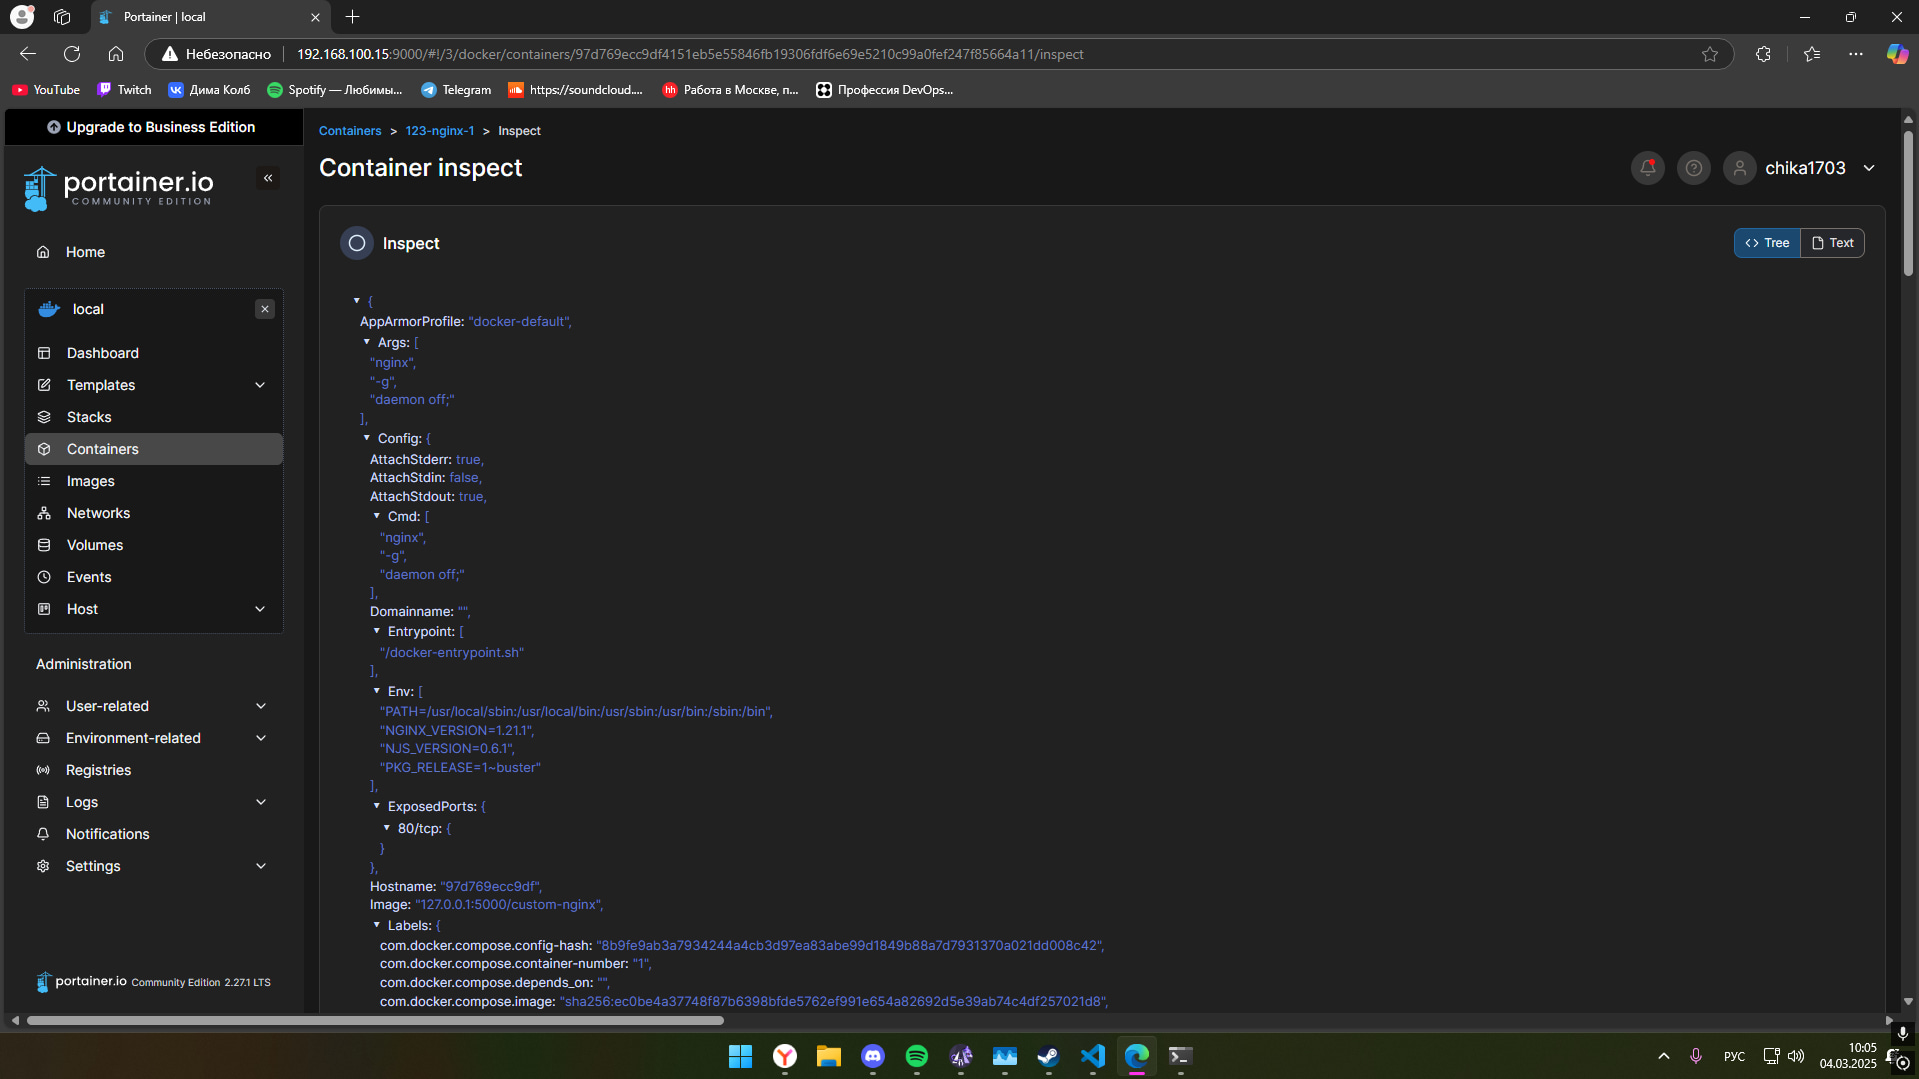 Portainer | local
Небезопасно
192.168.100.15:9000/#!/3/docker/containers/97d769ecc9df4151eb5e55846fb19306fdf6e69e5210c99a0fef247f85664a11/inspect
YouTube
Twitch
Дима Колб
Spotify — Любимы...
Telegram
https://soundcloud....
hh
Работа в Москве, п...
Профессия DevOps...
Upgrade to Business Edition
portainer.io
COMMUNITY EDITION
Home
local
Dashboard
Templates
Stacks
Containers
Images
Networks
Volumes
Events
Host
Administration
User-related
Environment-related
Registries
Logs
Notifications
Settings
portainer.io Community Edition 2.27.1 LTS
Containers > 123-nginx-1 > Inspect
Container inspect
chika1703
Inspect
Tree
Text
{
AppArmorProfile: "docker-default",
Args: [
"nginx",
"-g",
"daemon off;"
],
Config: {
AttachStderr: true,
AttachStdin: false,
AttachStdout: true,
Cmd: [
"nginx",
"-g",
"daemon off;"
],
Domainname: "",
Entrypoint: [
"/docker-entrypoint.sh"
],
Env: [
"PATH=/usr/local/sbin:/usr/local/bin:/usr/sbin:/usr/bin:/sbin:/bin",
"NGINX_VERSION=1.21.1",
"NJS_VERSION=0.6.1",
"PKG_RELEASE=1~buster"
],
ExposedPorts: {
80/tcp: {
}
},
Hostname: "97d769ecc9df",
Image: "127.0.0.1:5000/custom-nginx",
Labels: {
com.docker.compose.config-hash: "8b9fe9ab3a7934244a4cb3d97ea83abe99d1849b88a7d7931370a021dd008c42",
com.docker.compose.container-number: "1",
com.docker.compose.depends_on: "",
com.docker.compose.image: "sha256:ec0be4a37748f87b6398bfde5762ef991e654a82692d5e39ab74c4df257021d8",
РУС
10:05
04.03.2025